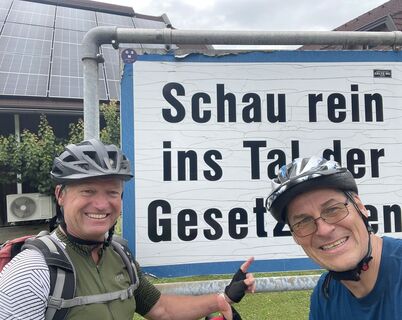 Schau rein
ins Tal der